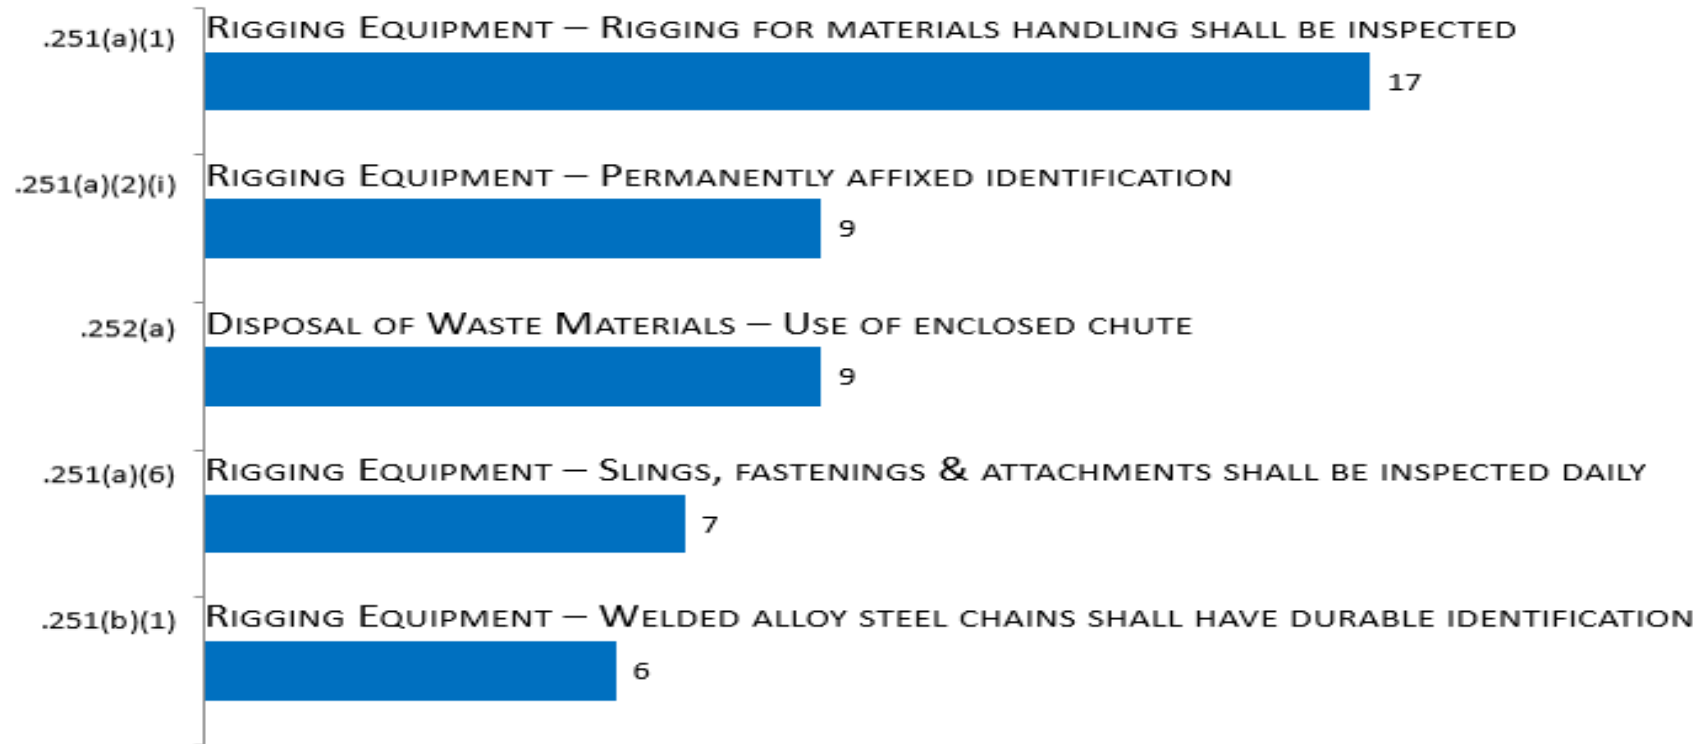 .251(a)(1) Rigging Equipment – Rigging for materials handling shall be inspected
17
.251(a)(2)(i) Rigging Equipment – Permanently affixed identification
9
.252(a) Disposal of Waste Materials – Use of enclosed chute
9
.251(a)(6) Rigging Equipment – Slings, fastenings & attachments shall be inspected daily
7
.251(b)(1) Rigging Equipment – Welded alloy steel chains shall have durable identification
6